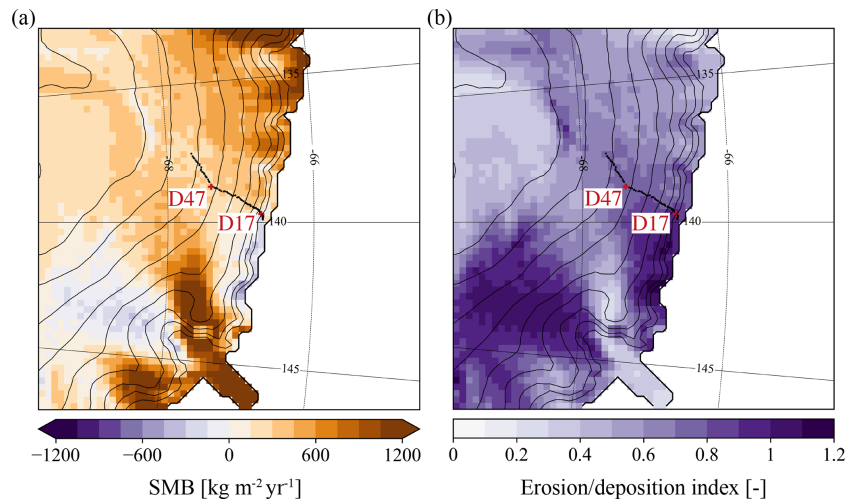 (a)
(b)
135
-66-
-68-
D47
D17
140
145
135
-66-
-68-
D47
D17
140
145
−1200 −600 0 600 1200
SMB [kg m⁻² yr⁻¹]
0 0.2 0.4 0.6 0.8 1 1.2
Erosion/deposition index [-]